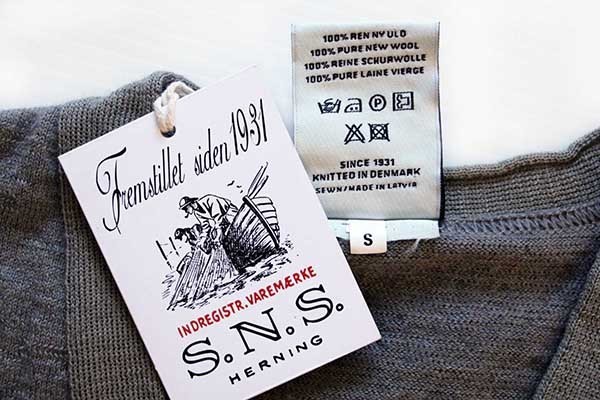 Fremstillet siden 1931
INDREGISTR. VAREMÆRKE
S.N.S.
HERNING
100% REN NY ULD
100% PURE NEW WOOL
100% REINE SCHURWOLLE
100% PURE LAINE VIERGE
P
SINCE 1931
KNITTED IN DENMARK
SEWN/MADE IN LATVIA
S